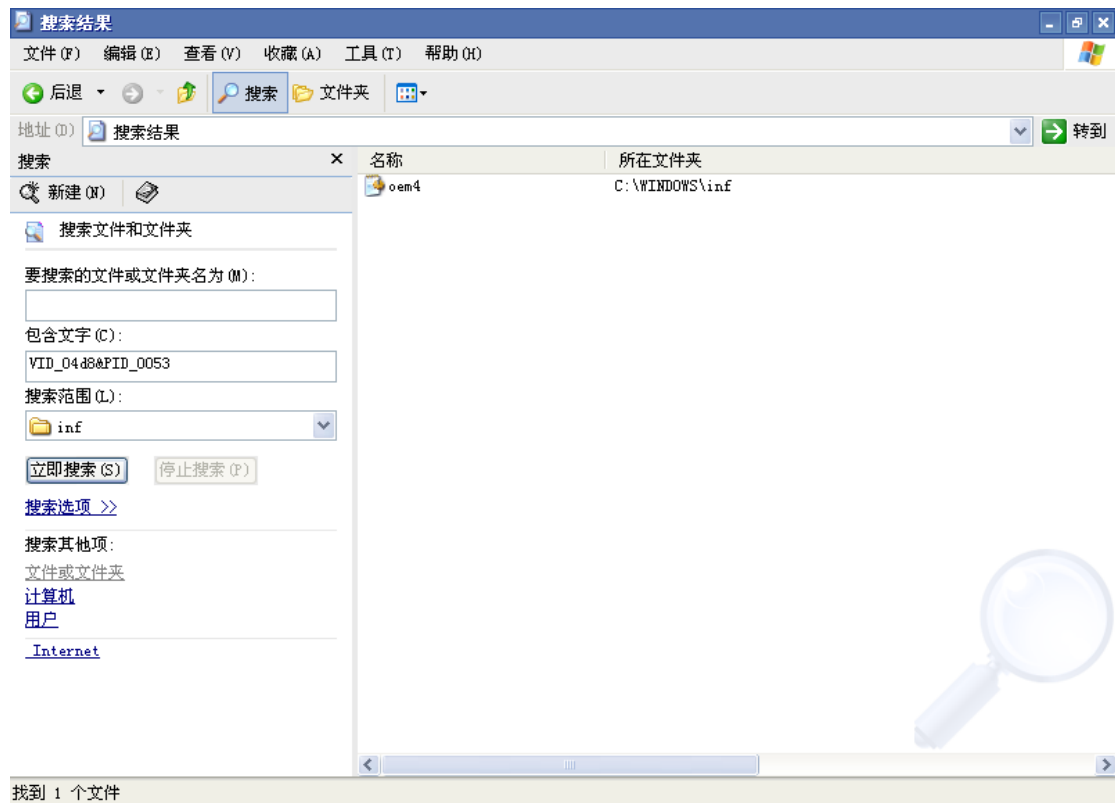 搜索结果
文件(F) 编辑(E) 查看(V) 收藏(A) 工具(T) 帮助(H)
后退 搜索 文件夹
地址(D) 搜索结果 转到
搜索
新建(N)
搜索文件和文件夹
要搜索的文件或文件夹名为(M):
包含文字(C):
VID_04d8&PID_0053
搜索范围(L):
inf
立即搜索(S) 停止搜索(P)
搜索选项 >>
搜索其他项:
文件或文件夹
计算机
用户
Internet
名称 所在文件夹
oem4 C:\WINDOWS\inf
找到 1 个文件